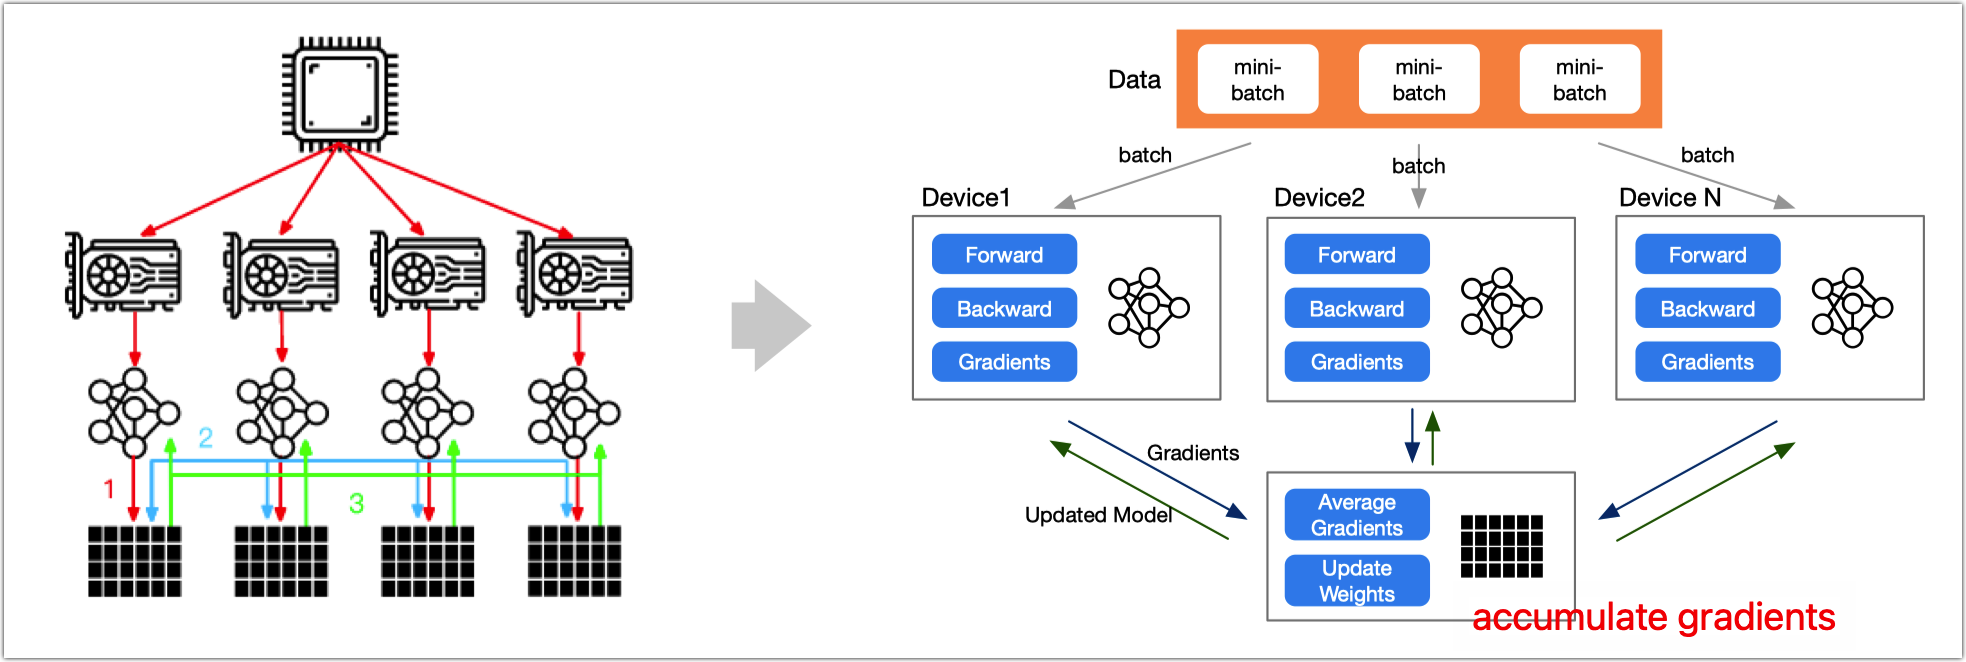 1
2
3
Data
mini-
batch
mini-
batch
mini-
batch
batch
batch
batch
Device1
Device2
Device N
Forward
Backward
Gradients
Forward
Backward
Gradients
Forward
Backward
Gradients
Gradients
Updated Model
Average
Gradients
Update
Weights
accumulate gradients